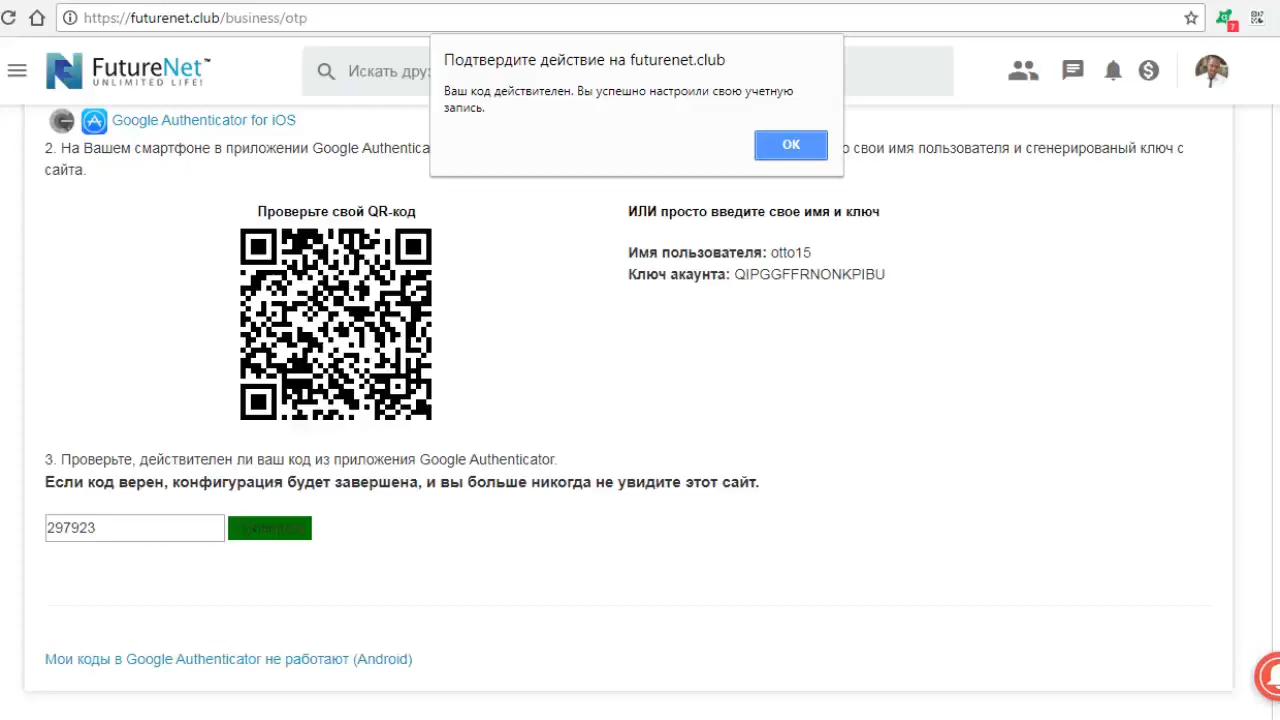 https://futurenet.club/business/otp
7
FutureNet™
UNLIMITED LIFE!
Искать дру
Подтвердите действие на futurenet.club
Ваш код действителен. Вы успешно настроили свою учетную
запись.
OK
Google Authenticator for iOS
2. На Вашем смартфоне в приложении Google Authentica
о свои имя пользователя и сгенерированый ключ с
сайта.
Проверьте свой QR-код
ИЛИ просто введите свое имя и ключ
Имя пользователя: otto15
Ключ акаунта: QIPGGFFRNONKPIBU
3. Проверьте, действителен ли ваш код из приложения Google Authenticator.
Если код верен, конфигурация будет завершена, и вы больше никогда не увидите этот сайт.
297923
Мои коды в Google Authenticator не работают (Android)